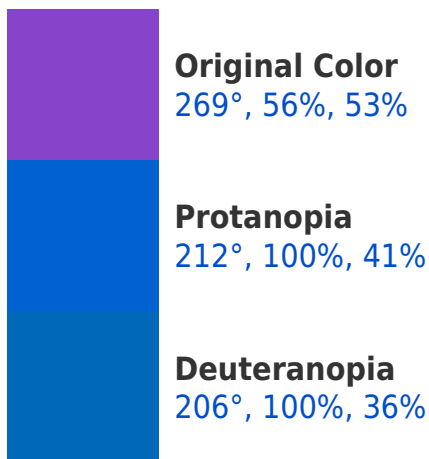 Original Color
269°, 56%, 53%
Protanopia
212°, 100%, 41%
Deuteranopia
206°, 100%, 36%